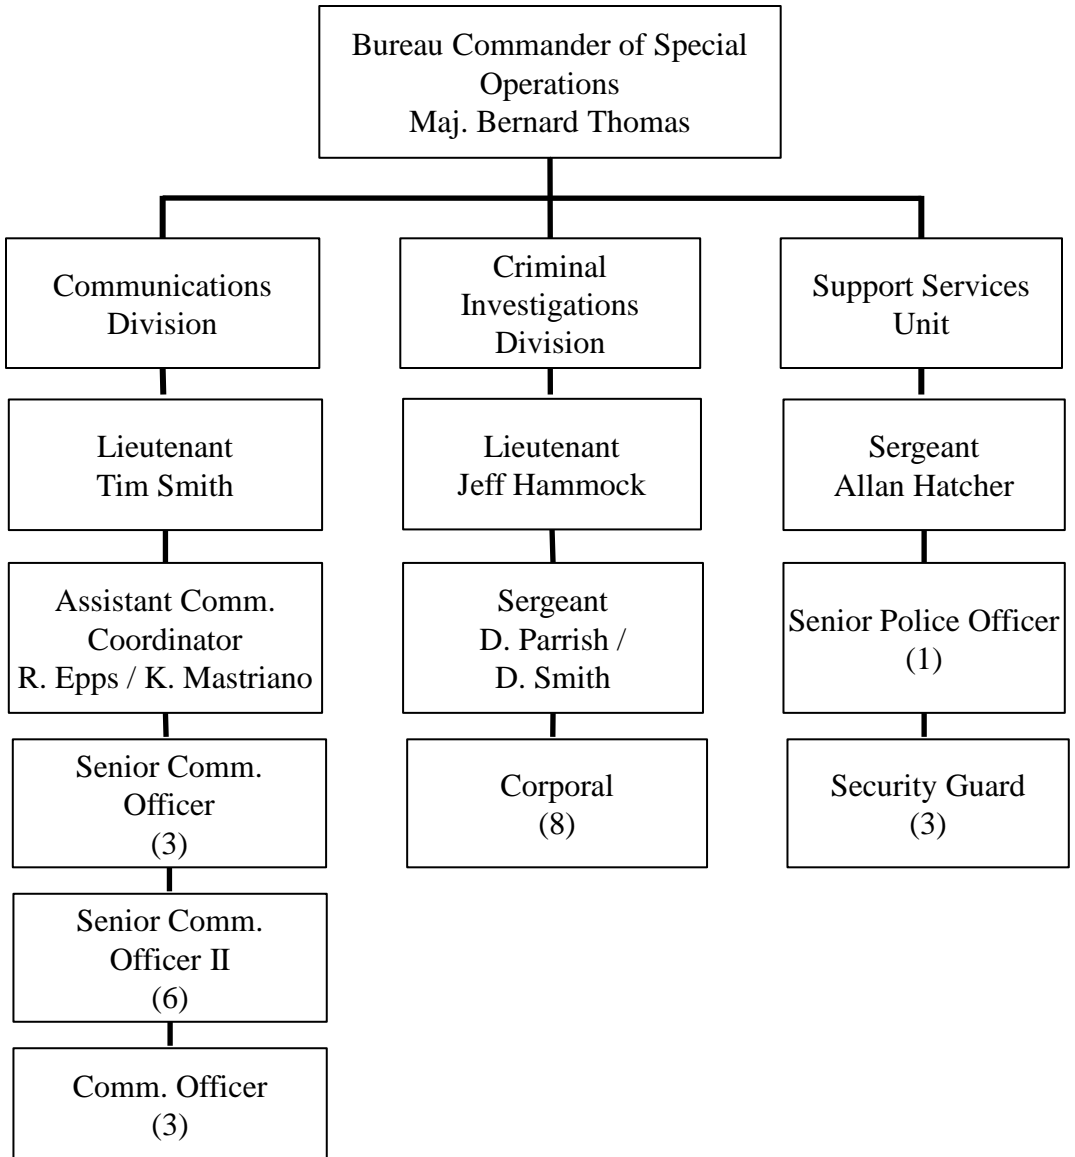 Bureau Commander of Special
Operations
Maj. Bernard Thomas
Communications
Division
Criminal
Investigations
Division
Support Services
Unit
Lieutenant
Tim Smith
Lieutenant
Jeff Hammock
Sergeant
Allan Hatcher
Assistant Comm.
Coordinator
R. Epps / K. Mastriano
Sergeant
D. Parrish /
D. Smith
Senior Police Officer
(1)
Senior Comm.
Officer
(3)
Corporal
(8)
Security Guard
(3)
Senior Comm.
Officer II
(6)
Comm. Officer
(3)